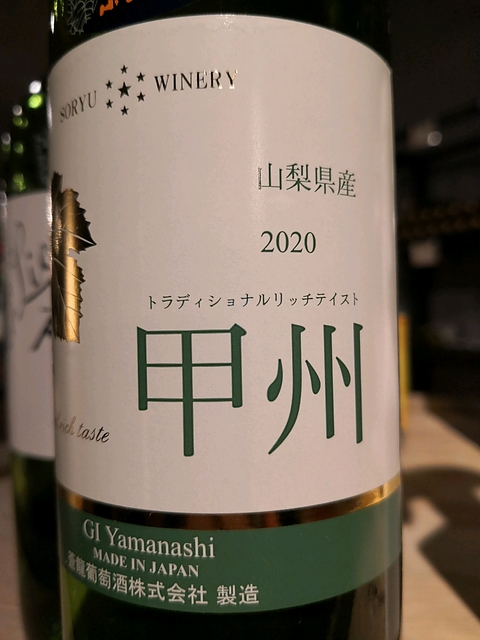 SORYU WINERY
山梨県産
2020
トラディショナルリッチテイスト
甲州
rich taste
GI Yamanashi
MADE IN JAPAN
蒼龍葡萄酒株式会社 製造